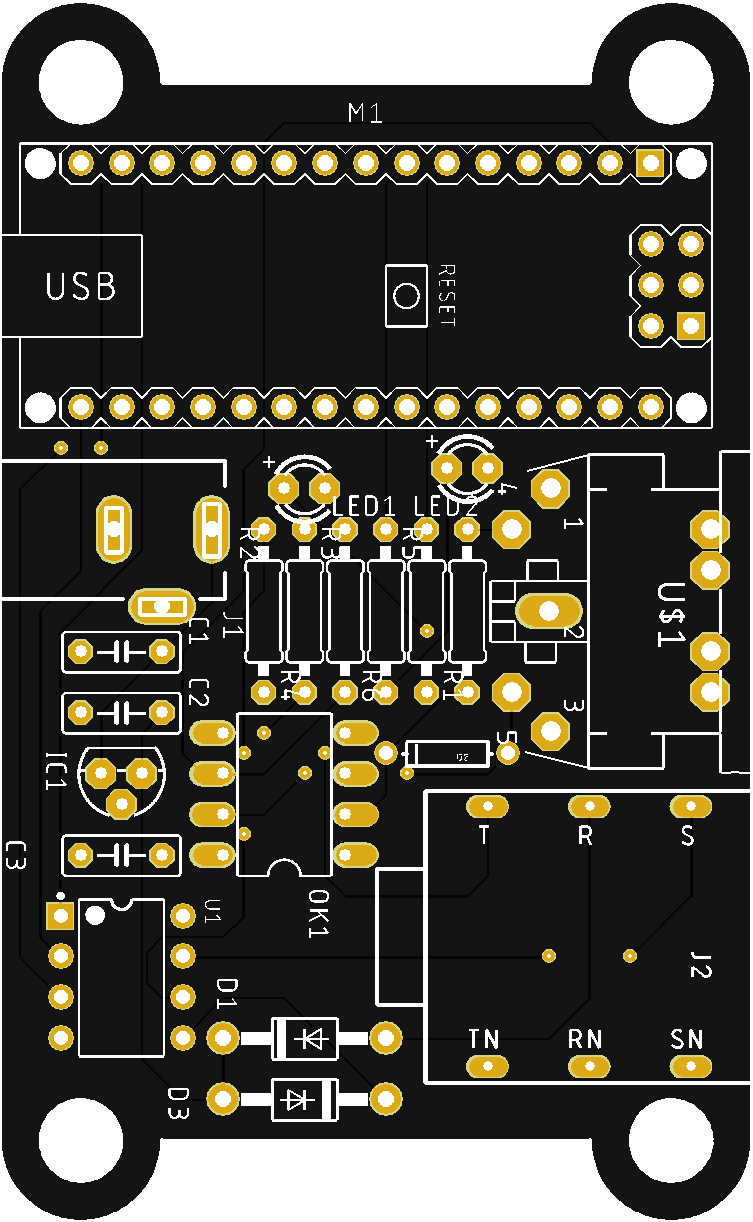 M1
USB
RESET
+
+
LED1 LED2
4
1
R2
R3
R5
U$1
J1
C1
2
C2
R4
R6
R1
3
5
IC1
T R S
C3
OK1
U1
J2
D1
TN RN SN
D3